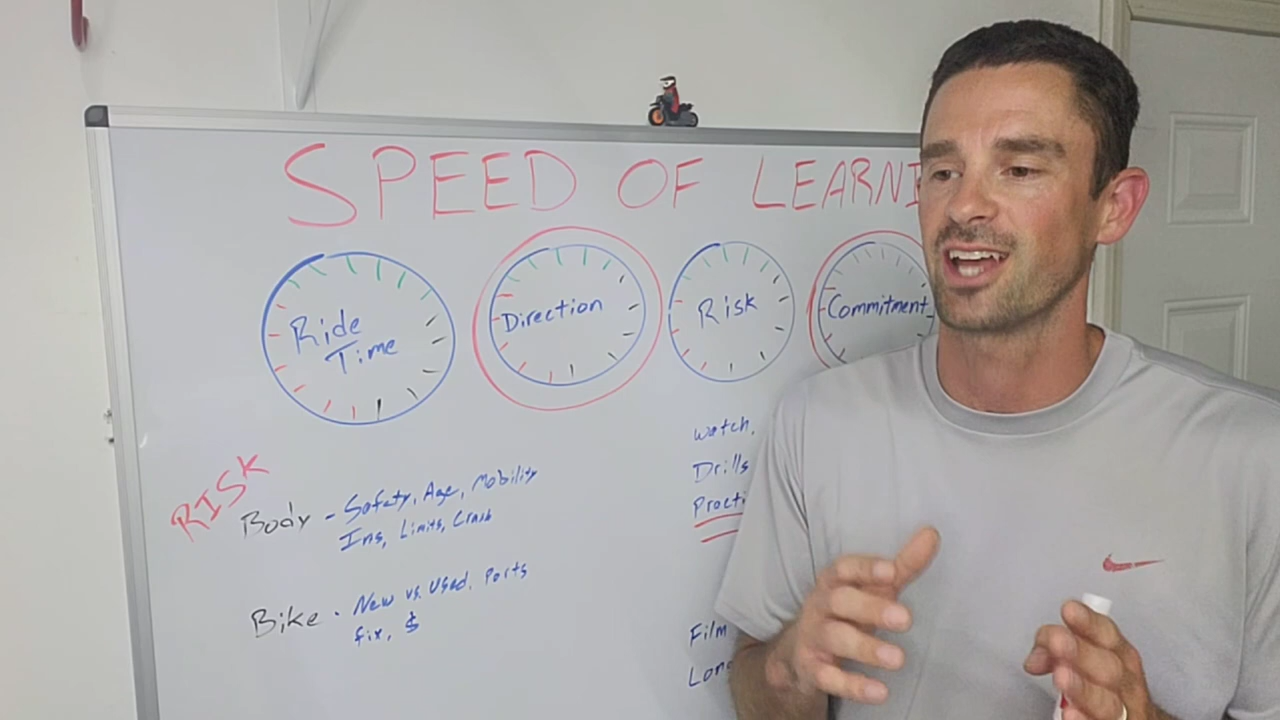 SPEED OF LEARNI
Ride
Time
Direction
Risk
Commitment
RISK
Body - Safety, Age, Mobility
Ins, Limits, Crash
Bike - New vs. Used, Parts
fix, $
Watch,
Drills
Practi
Film
Long